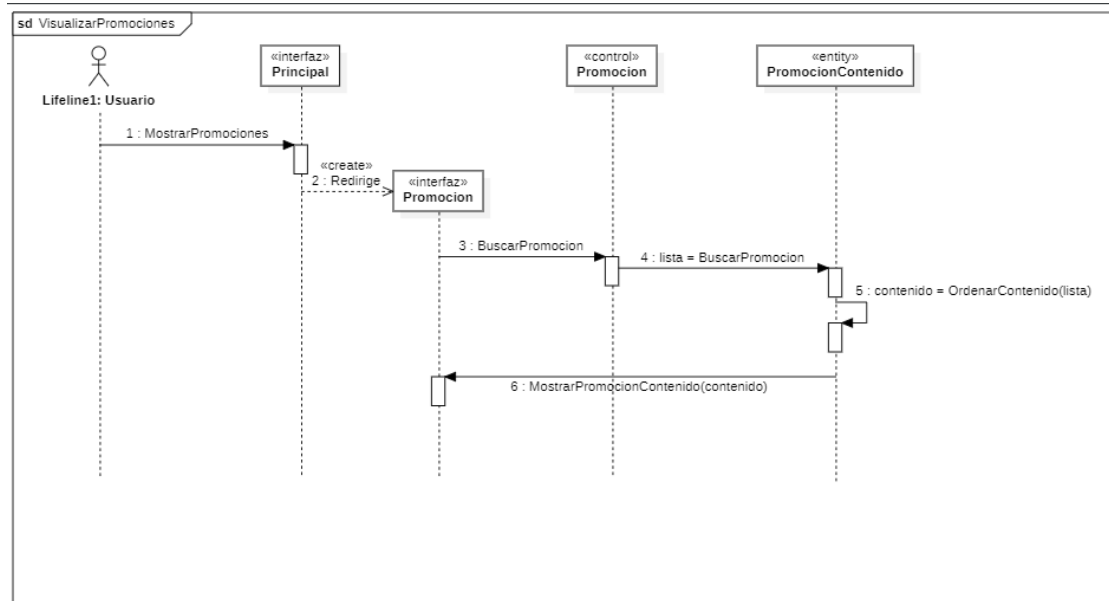 sd VisualizarPromociones
«interfaz»
Principal
«control»
Promocion
«entity»
PromocionContenido
Lifeline1: Usuario
1 : MostrarPromociones
«create»
2 : Redirige
«interfaz»
Promocion
3 : BuscarPromocion
4 : lista = BuscarPromocion
5 : contenido = OrdenarContenido(lista)
6 : MostrarPromocionContenido(contenido)